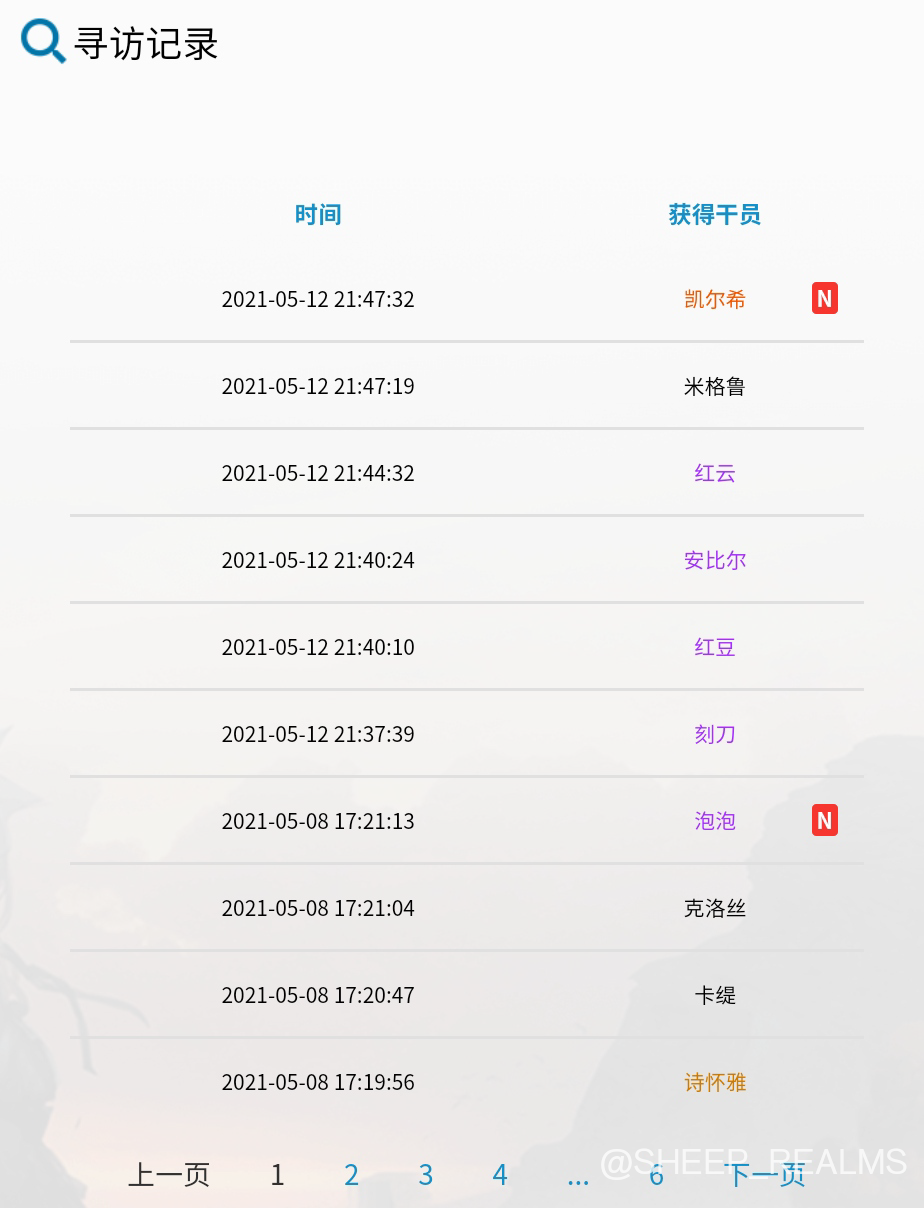 寻访记录
时间 获得干员
2021-05-12 21:47:32 凯尔希 N
2021-05-12 21:47:19 米格鲁
2021-05-12 21:44:32 红云
2021-05-12 21:40:24 安比尔
2021-05-12 21:40:10 红豆
2021-05-12 21:37:39 刻刀
2021-05-08 17:21:13 泡泡 N
2021-05-08 17:21:04 克洛丝
2021-05-08 17:20:47 卡缇
2021-05-08 17:19:56 诗怀雅
上一页 1 2 3 4 ... 6 下一页
@SHEEP_REALMS